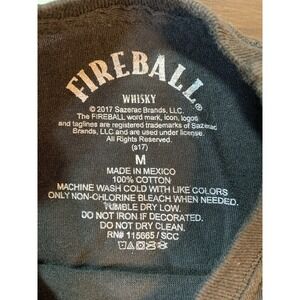 FIREBALL®
WHISKY
© 2017 Sazerac Brands, LLC.
The FIREBALL word mark, icon, logos
and taglines are registered trademarks of Sazerac
Brands, LLC and are used under license.
All Rights Reserved.
(s17)
M
MADE IN MEXICO
100% COTTON
MACHINE WASH COLD WITH LIKE COLORS
ONLY NON-CHLORINE BLEACH WHEN NEEDED.
TUMBLE DRY LOW.
DO NOT IRON IF DECORATED.
DO NOT DRY CLEAN.
RN# 115665 / SCC